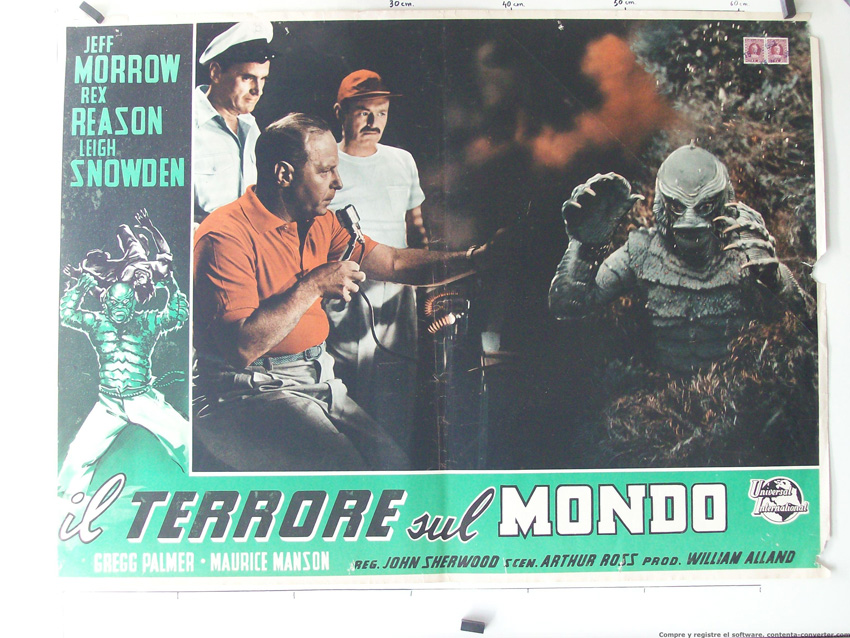 30 cm.
40 cm.
50 cm.
60 cm.
JEFF
MORROW
REX
REASON
LEIGH
SNOWDEN
il TERRORE sul MONDO
Universal
International
GREGG PALMER • MAURICE MANSON
REG. JOHN SHERWOOD SCEN. ARTHUR ROSS PROD. WILLIAM ALLAND
Compre y registre el software. contenta-converter.com